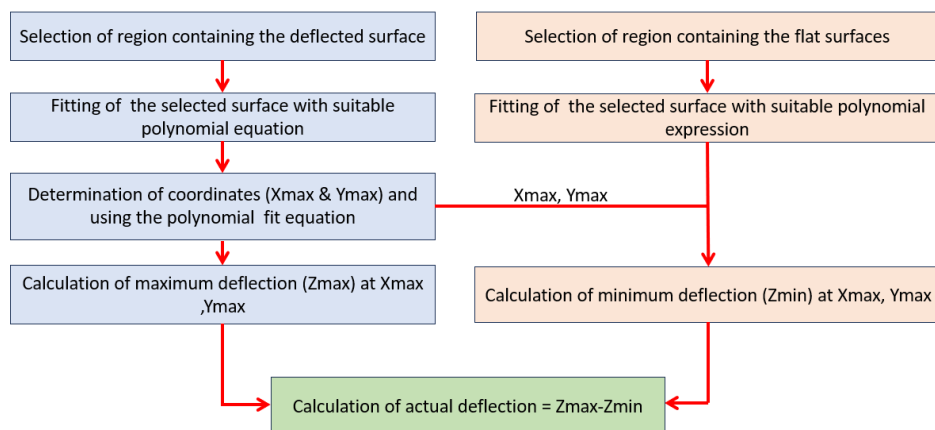 Selection of region containing the deflected surface
Fitting of  the selected surface with suitable
polynomial equation
Determination of coordinates (Xmax & Ymax) and
using the polynomial  fit equation
Calculation of maximum deflection (Zmax) at Xmax
,Ymax
Selection of region containing the flat surfaces
Fitting of  the selected surface with suitable polynomial
expression
Xmax, Ymax
Calculation of minimum deflection (Zmin) at Xmax, Ymax
Calculation of actual deflection = Zmax-Zmin